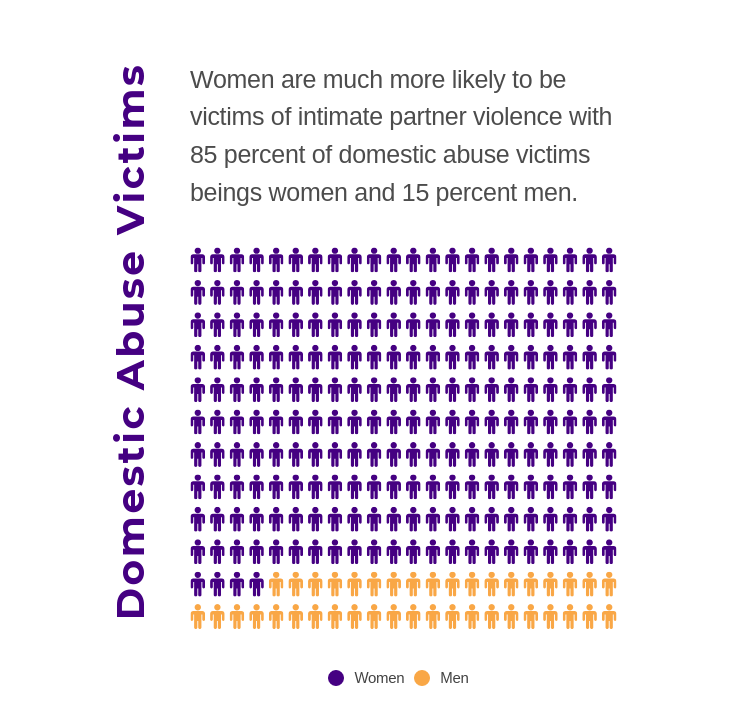 Domestic Abuse Victims
Women are much more likely to be
victims of intimate partner violence with
85 percent of domestic abuse victims
beings women and 15 percent men.
Women
Men